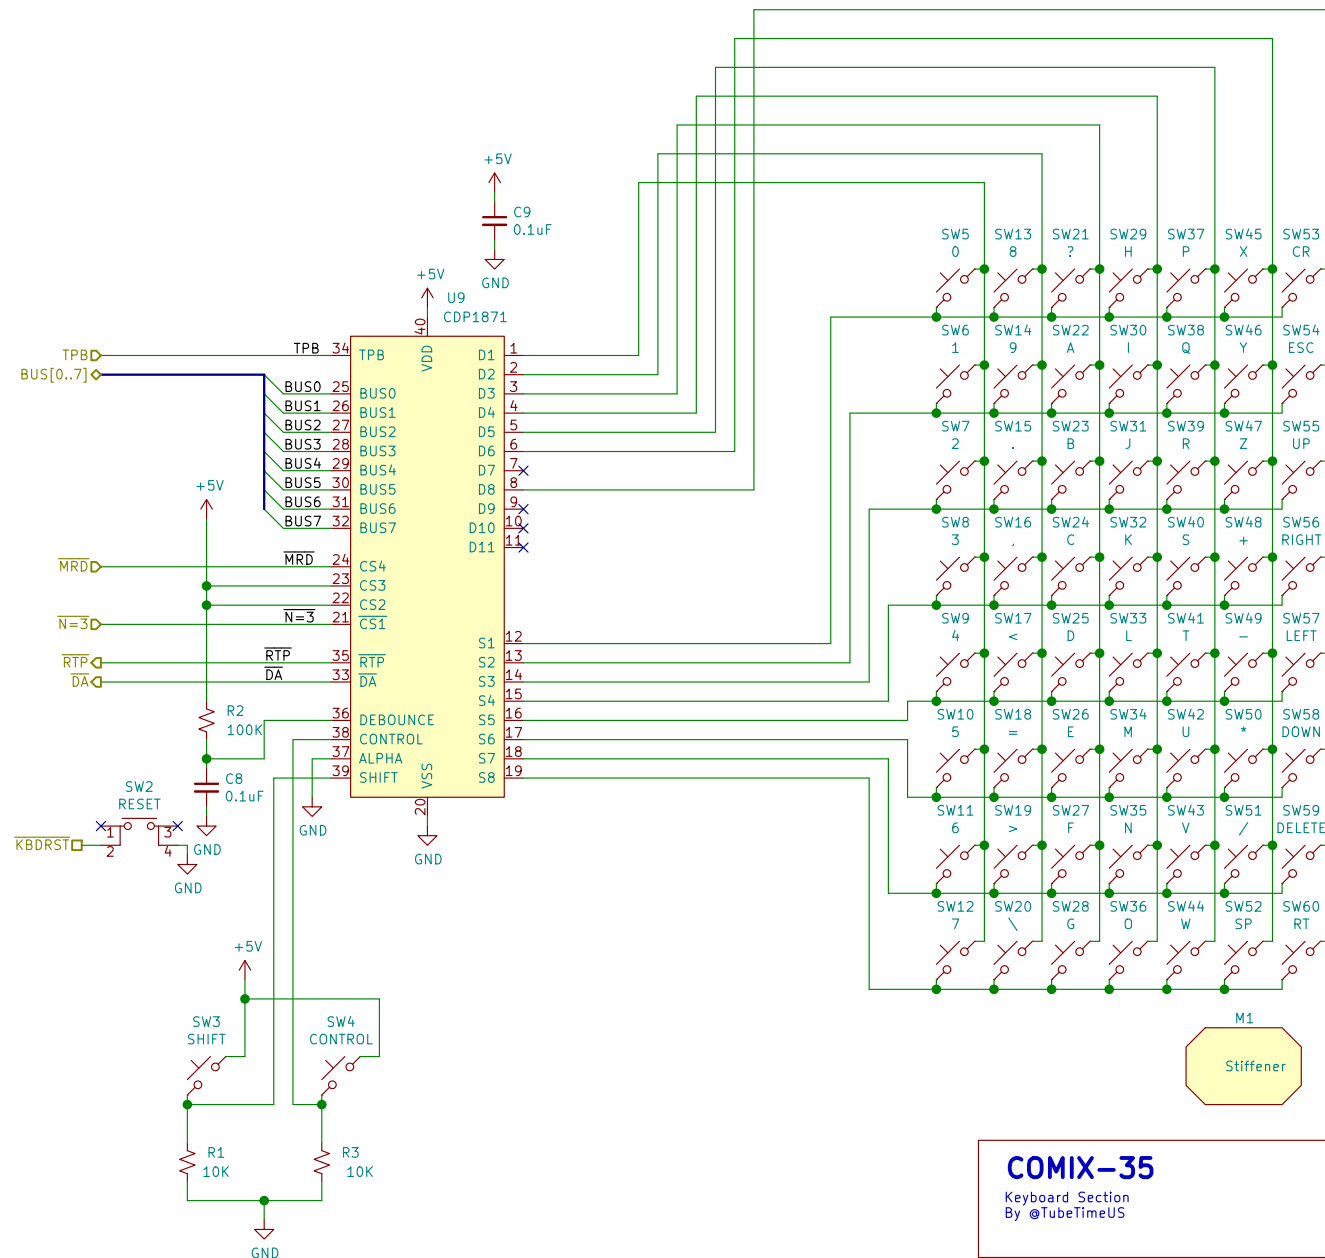 +5V
C9
0.1uF
GND
+5V
U9
CDP1871
40
VDD
TPB
TPB
34
TPB
BUS[0..7]
BUS0
25
BUS0
BUS1
26
BUS1
BUS2
27
BUS2
BUS3
28
BUS3
BUS4
29
BUS4
BUS5
30
BUS5
BUS6
31
BUS6
BUS7
32
BUS7
+5V
MRD
MRD
24
CS4
23
CS3
22
CS2
N=3
N=3
21
CS1
RTP
RTP
35
RTP
DA
DA
33
DA
36
DEBOUNCE
38
CONTROL
37
ALPHA
39
SHIFT
VSS
20
GND
D1
1
D2
2
D3
3
D4
4
D5
5
D6
6
D7
7
D8
8
D9
9
D10
10
D11
11
S1
12
S2
13
S3
14
S4
15
S5
16
S6
17
S7
18
S8
19
R2
100K
C8
0.1uF
GND
GND
SW2
RESET
1
3
KBDRST
2
4
GND
+5V
SW3
SHIFT
SW4
CONTROL
R1
10K
R3
10K
GND
SW5 SW13 SW21 SW29 SW37 SW45 SW53
0 8 ? H P X CR
SW6 SW14 SW22 SW30 SW38 SW46 SW54
1 9 A I Q Y ESC
SW7 SW15 SW23 SW31 SW39 SW47 SW55
2 . B J R Z UP
SW8 SW16 SW24 SW32 SW40 SW48 SW56
3 , C K S + RIGHT
SW9 SW17 SW25 SW33 SW41 SW49 SW57
4 < D L T - LEFT
SW10 SW18 SW26 SW34 SW42 SW50 SW58
5 = E M U * DOWN
SW11 SW19 SW27 SW35 SW43 SW51 SW59
6 > F N V / DELETE
SW12 SW20 SW28 SW36 SW44 SW52 SW60
7 \ G O W SP RT
M1
Stiffener
COMIX-35
Keyboard Section
By @TubeTimeUS